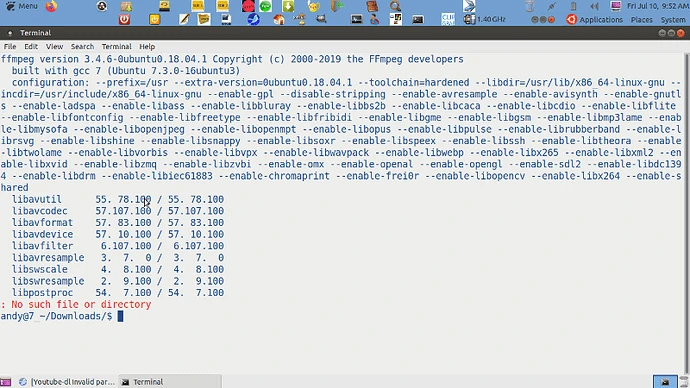 Menu
Fri Jul 10, 9:52 AM
1.40 GHz
Applications Places System
Terminal
File Edit View Search Terminal Help
ffmpeg version 3.4.6-0ubuntu0.18.04.1 Copyright (c) 2000-2019 the FFmpeg developers
built with gcc 7 (Ubuntu 7.3.0-16ubuntu3)
configuration: --prefix=/usr --extra-version=0ubuntu0.18.04.1 --toolchain=hardened --libdir=/usr/lib/x86_64-linux-gnu --
incdir=/usr/include/x86_64-linux-gnu --enable-gpl --disable-stripping --enable-avresample --enable-avisynth --enable-gnutl
s --enable-ladspa --enable-libass --enable-libbluray --enable-libbs2b --enable-libcaca --enable-libcdio --enable-libflite
--enable-libfontconfig --enable-libfreetype --enable-libfribidi --enable-libgme --enable-libgsm --enable-libmp3lame --enab
le-libmysofa --enable-libopenjpeg --enable-libopenmpt --enable-libopus --enable-libpulse --enable-librubberband --enable-l
ibrsvg --enable-libshine --enable-libsnappy --enable-libsoxr --enable-libspeex --enable-libssh --enable-libtheora --enable
-libtwolame --enable-libvorbis --enable-libvpx --enable-libwavpack --enable-libwebp --enable-libx265 --enable-libxml2 --en
able-libxvid --enable-libzmq --enable-libzvbi --enable-omx --enable-openal --enable-opengl --enable-sdl2 --enable-libdc139
4 --enable-libdrm --enable-libiec61883 --enable-chromaprint --enable-frei0r --enable-libopencv --enable-libx264 --enable-s
hared
libavutil 55. 78.100 / 55. 78.100
libavcodec 57.107.100 / 57.107.100
libavformat 57. 83.100 / 57. 83.100
libavdevice 57. 10.100 / 57. 10.100
libavfilter 6.107.100 / 6.107.100
libavresample 3. 7. 0 / 3. 7. 0
libswscale 4. 8.100 / 4. 8.100
libswresample 2. 9.100 / 2. 9.100
libpostproc 54. 7.100 / 54. 7.100
: No such file or directory
andy@7_~/Downloads/$
[Youtube-dl Invalid par...
Terminal